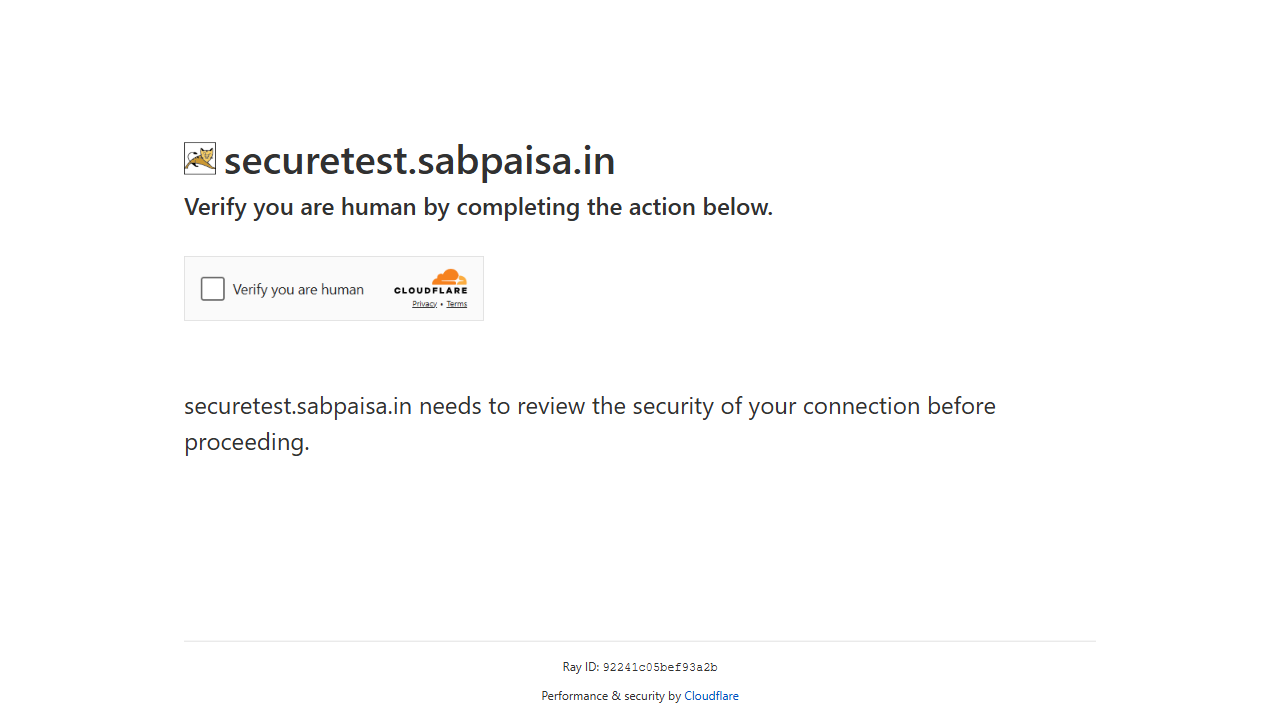 securetest.sabpaisa.in
Verify you are human by completing the action below.
Verify you are human
CLOUDFLARE
Privacy • Terms
securetest.sabpaisa.in needs to review the security of your connection before
proceeding.
Ray ID: 92241c05bef93a2b
Performance & security by Cloudflare